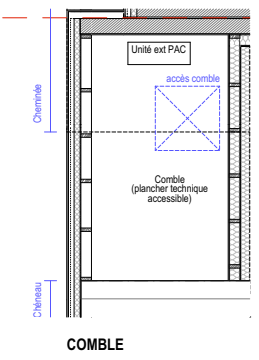 Unité ext PAC
accès comble
Cheminée
Comble
(plancher technique
accessible)
Chéneau
COMBLE